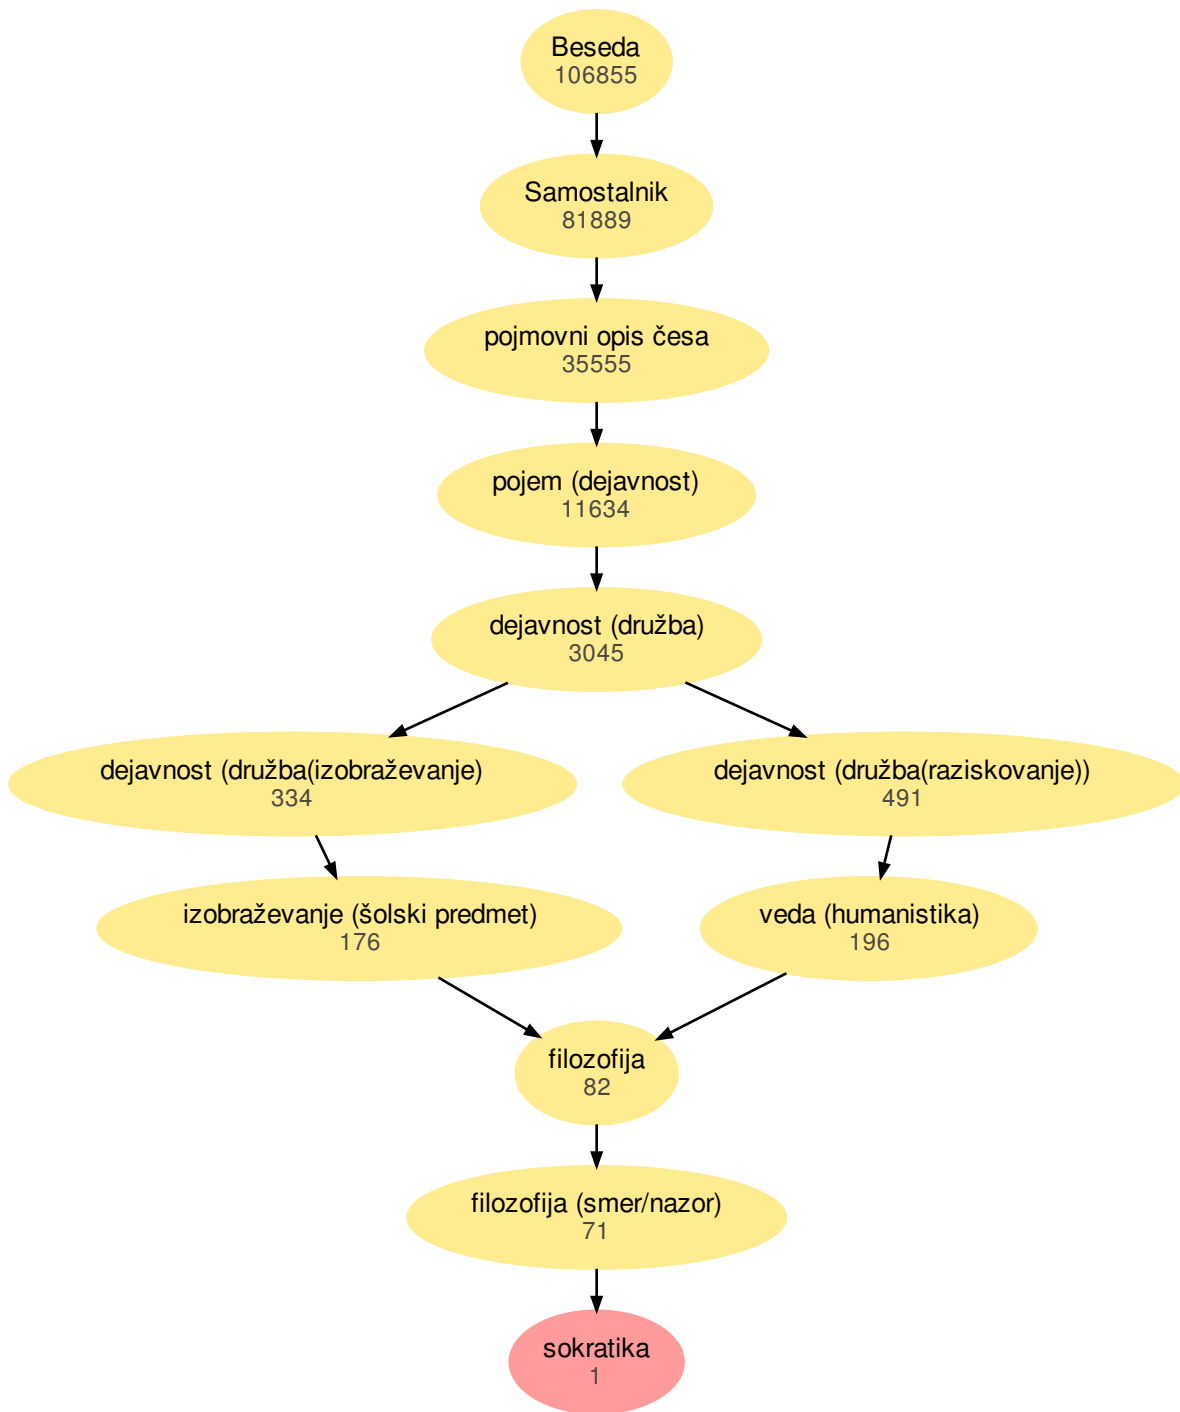 Beseda
106855
Samostalnik
81889
pojmovni opis česa
35555
pojem (dejavnost)
11634
dejavnost (družba)
3045
dejavnost (družba(izobraževanje)
334
dejavnost (družba(raziskovanje))
491
izobraževanje (šolski predmet)
176
veda (humanistika)
196
filozofija
82
filozofija (smer/nazor)
71
sokratika
1